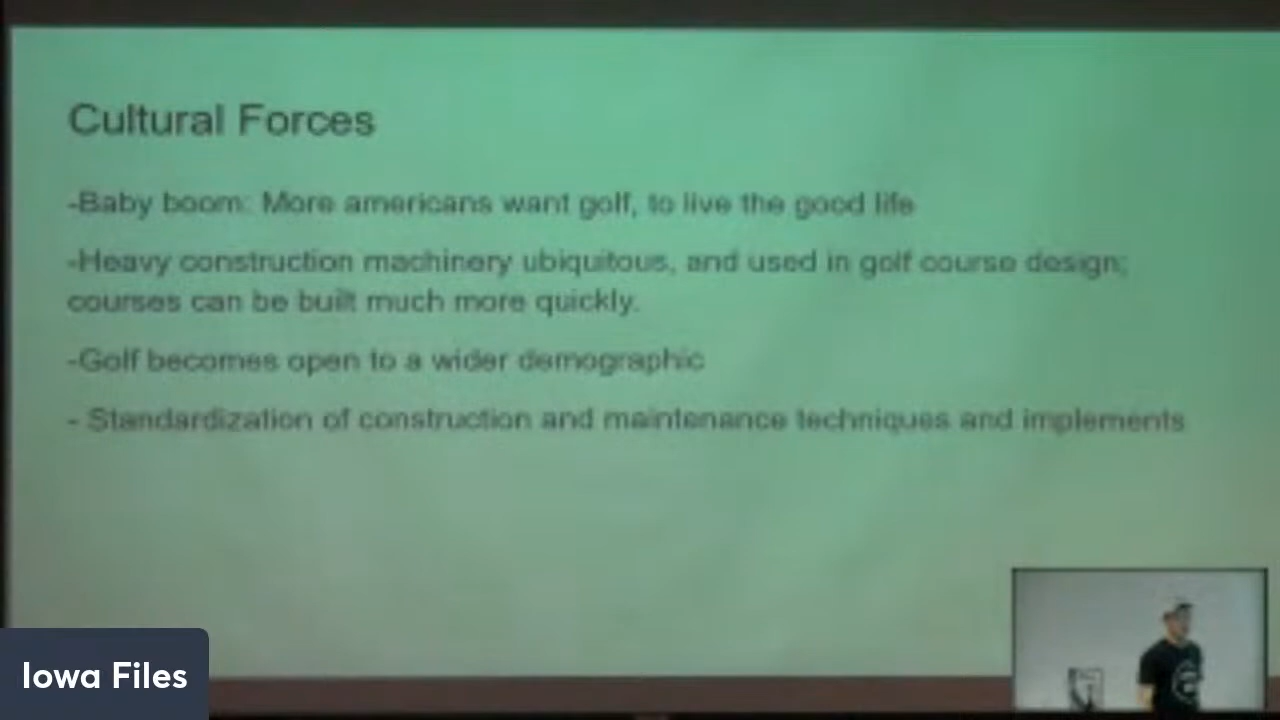 Cultural Forces
-Baby boom: More americans want golf, to live the good life
-Heavy construction machinery ubiquitous, and used in golf course design;
courses can be built much more quickly.
-Golf becomes open to a wider demographic
- Standardization of construction and maintenance techniques and implements
Iowa Files